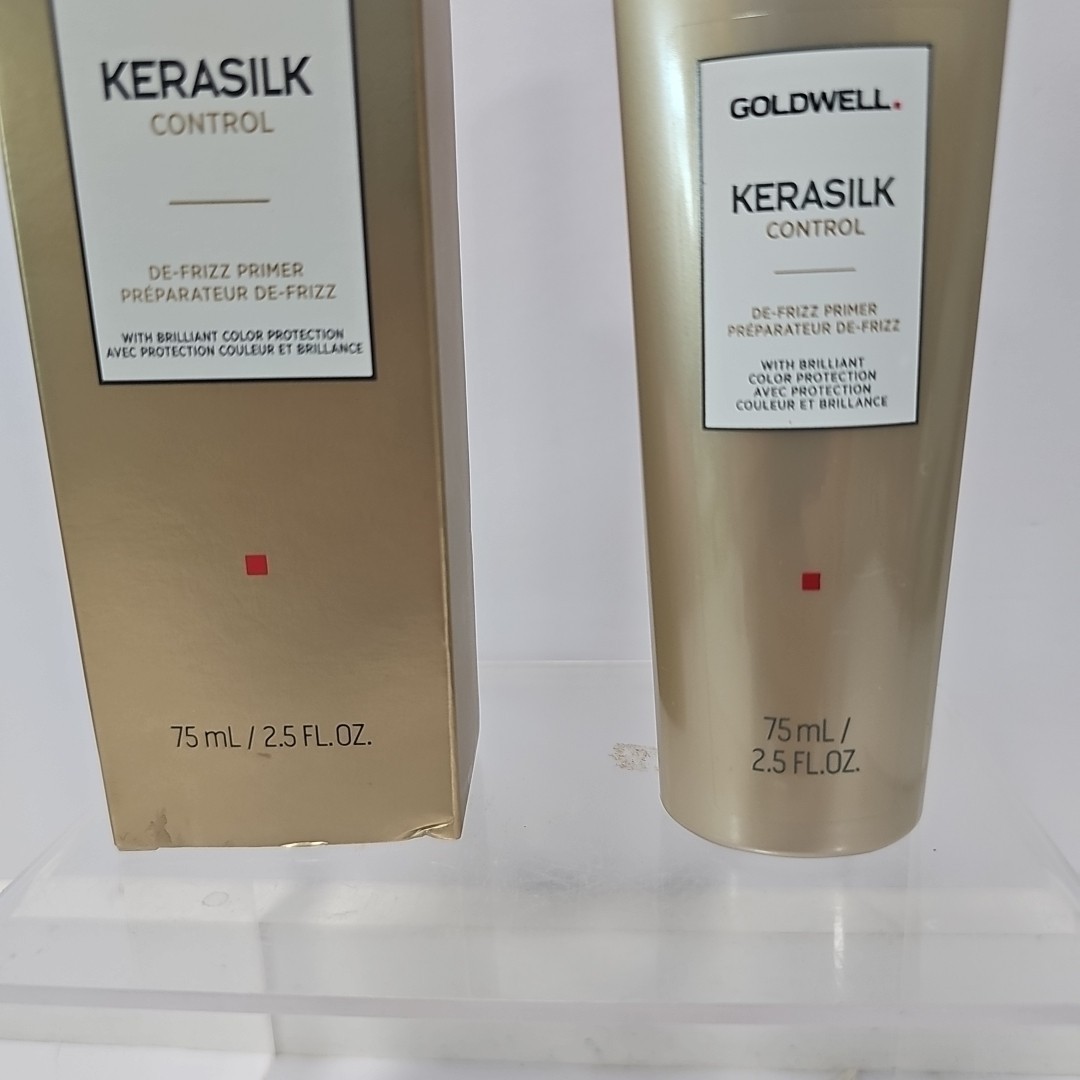 KERASILK
CONTROL
DE-FRIZZ PRIMER
PRÉPARATEUR DE-FRIZZ
WITH BRILLIANT COLOR PROTECTION
AVEC PROTECTION COULEUR ET BRILLANCE
75 mL / 2.5 FL.OZ.
GOLDWELL.
KERASILK
CONTROL
DE-FRIZZ PRIMER
PRÉPARATEUR DE-FRIZZ
WITH BRILLIANT
COLOR PROTECTION
AVEC PROTECTION
COULEUR ET BRILLANCE
75 mL /
2.5 FL.OZ.